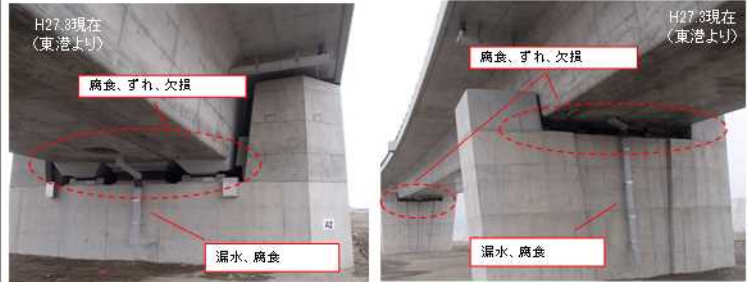 H27.3現在
（東港より）
腐食、ずれ、欠損
漏水、腐食
A2
H27.3現在
（東港より）
腐食、ずれ、欠損
漏水、腐食